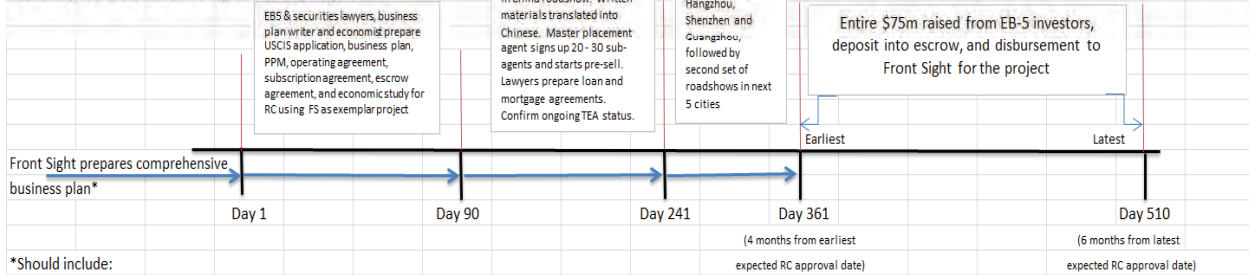 EB5 & securities lawyers, business
plan writer and economist prepare
USCIS application, business plan,
PPM, operating agreement,
subscription agreement, escrow
agreement, and economic study for
RC using FS as exemplar project
materials translated into
Chinese. Master placement
agent signs up 20 - 30 sub-
agents and starts pre-sell.
Lawyers prepare loan and
mortgage agreements.
Confirm ongoing TEA status.
Hangzhou,
Shenzhen and
Guangzhou,
followed by
second set of
roadshows in next
5 cities
Entire $75m raised from EB-5 investors,
deposit into escrow, and disbursement to
Front Sight for the project
Earliest
Latest
Front Sight prepares comprehensive
business plan*
Day 1
Day 90
Day 241
Day 361
Day 510
(4 months from earliest
expected RC approval date)
(6 months from latest
expected RC approval date)
*Should include: